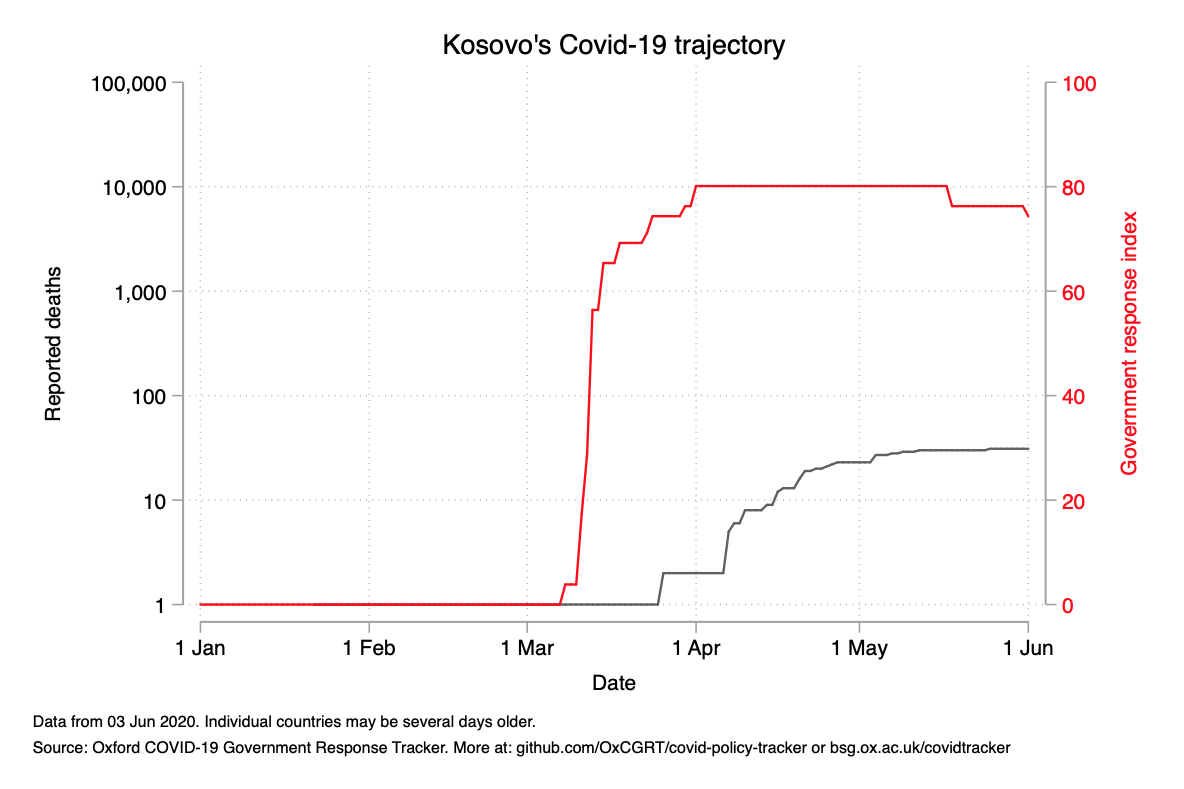 Kosovo's Covid-19 trajectory
100,000
10,000
1,000
100
10
1
Reported deaths
100
80
60
40
20
0
Government response index
1 Jan
1 Feb
1 Mar
1 Apr
1 May
1 Jun
Date
Data from 03 Jun 2020. Individual countries may be several days older.
Source: Oxford COVID-19 Government Response Tracker. More at: github.com/OxCGRT/covid-policy-tracker or bsg.ox.ac.uk/covidtracker